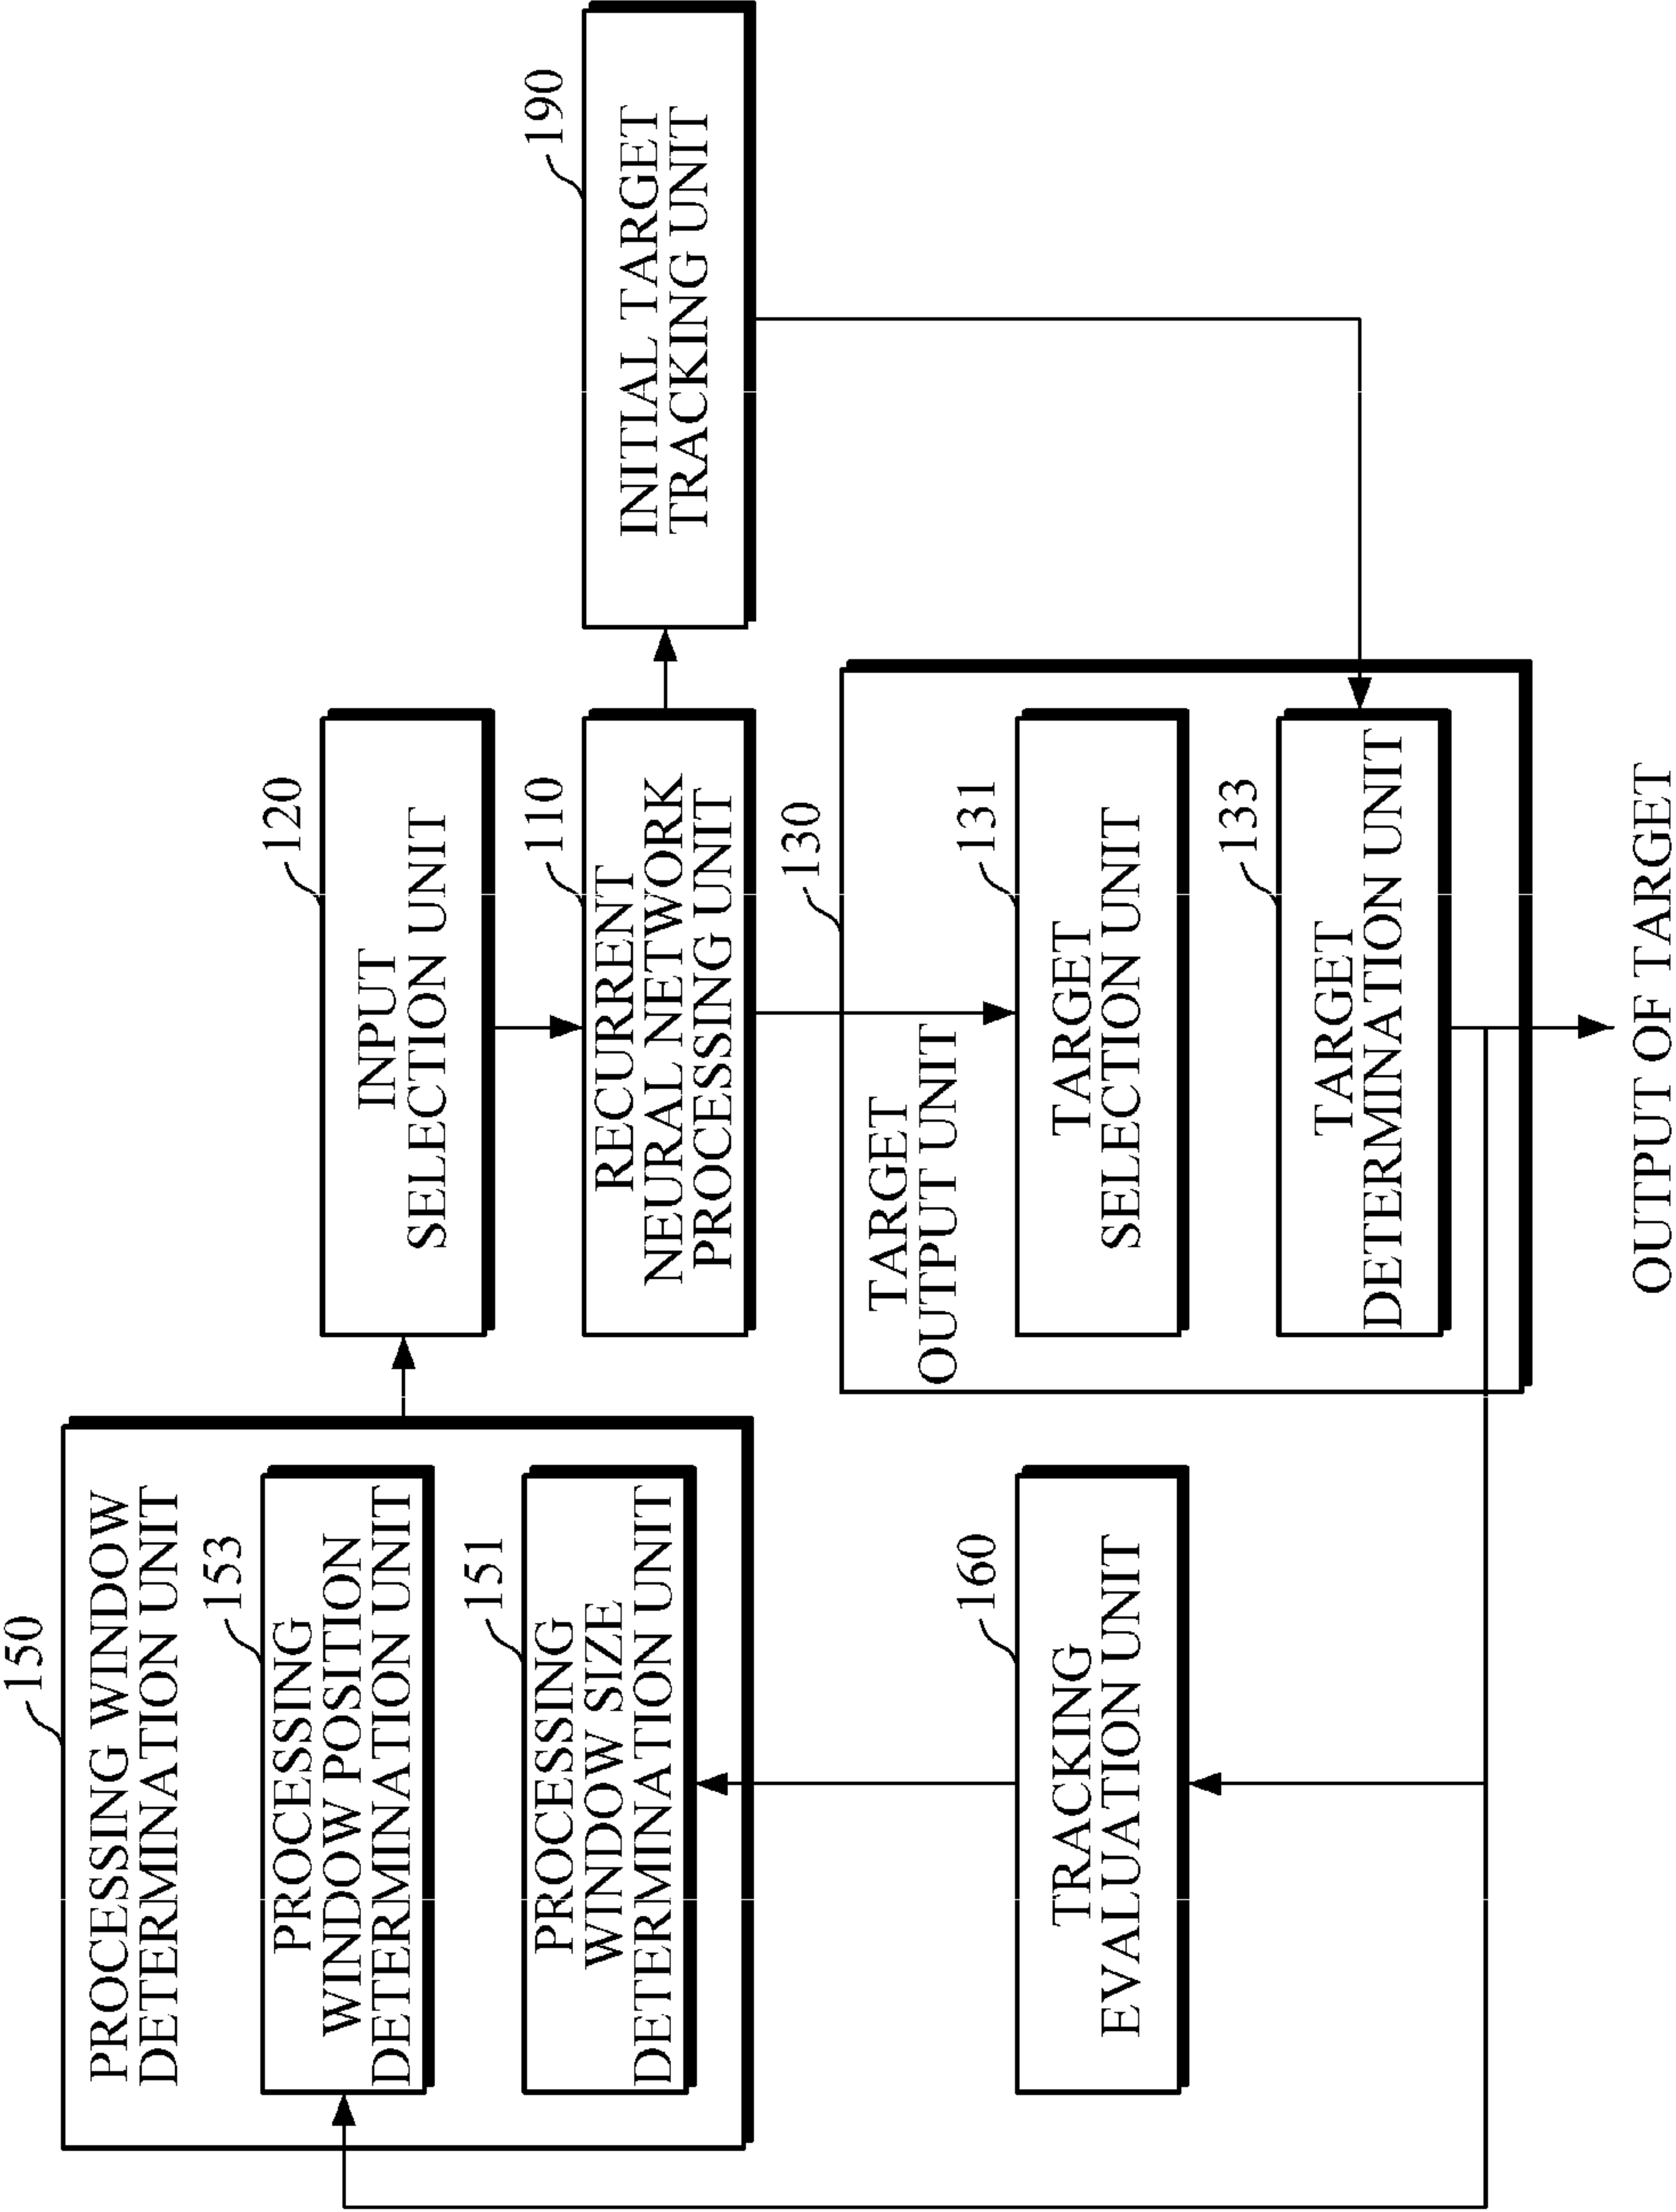 150
PROCESSING WINDOW
DETERMINATION UNIT
153
PROCESSING
WINDOW POSITION
DETERMINATION UNIT
151
PROCESSING
WINDOW SIZE
DETERMINATION UNIT
160
TRACKING
EVALUATION UNIT
120
INPUT
SELECTION UNIT
110
RECURRENT
NEURAL NETWORK
PROCESSING UNIT
130
TARGET
OUTPUT UNIT
131
TARGET
SELECTION UNIT
133
TARGET
DETERMINATION UNIT
OUTPUT OF TARGET
190
INITIAL TARGET
TRACKING UNIT